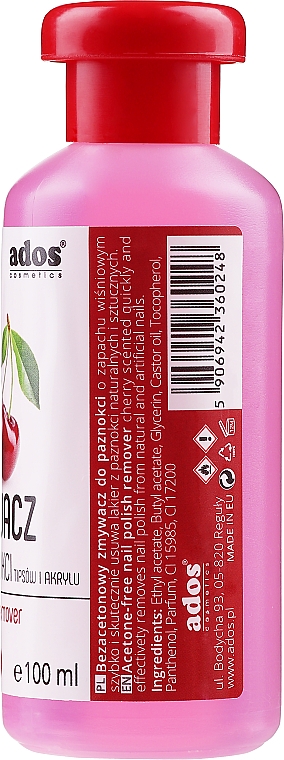 ados®
cosmetics
ACZ
ĄCY TIPSÓW I AKRYLU
mover
℮100 ml
PL Bezacetonowy zmywacz do paznokci o zapachu wiśniowym
szybko i skutecznie usuwa lakier z paznokci naturalnych i sztucznych.
EN Acetone-free nail polish remover cherry scented quickly and
effectively removes nail polish from natural and artificial nails.
Ingredients: Ethyl acetate, Butyl acetate, Glycerin, Castor oil, Tocopherol,
Panthenol, Parfum, CI 15985, CI 17200
5 906942 360248
MADE IN EU
ados®
cosmetics
ul. Bodycha 93, 05-820 Reguły
www.ados.pl